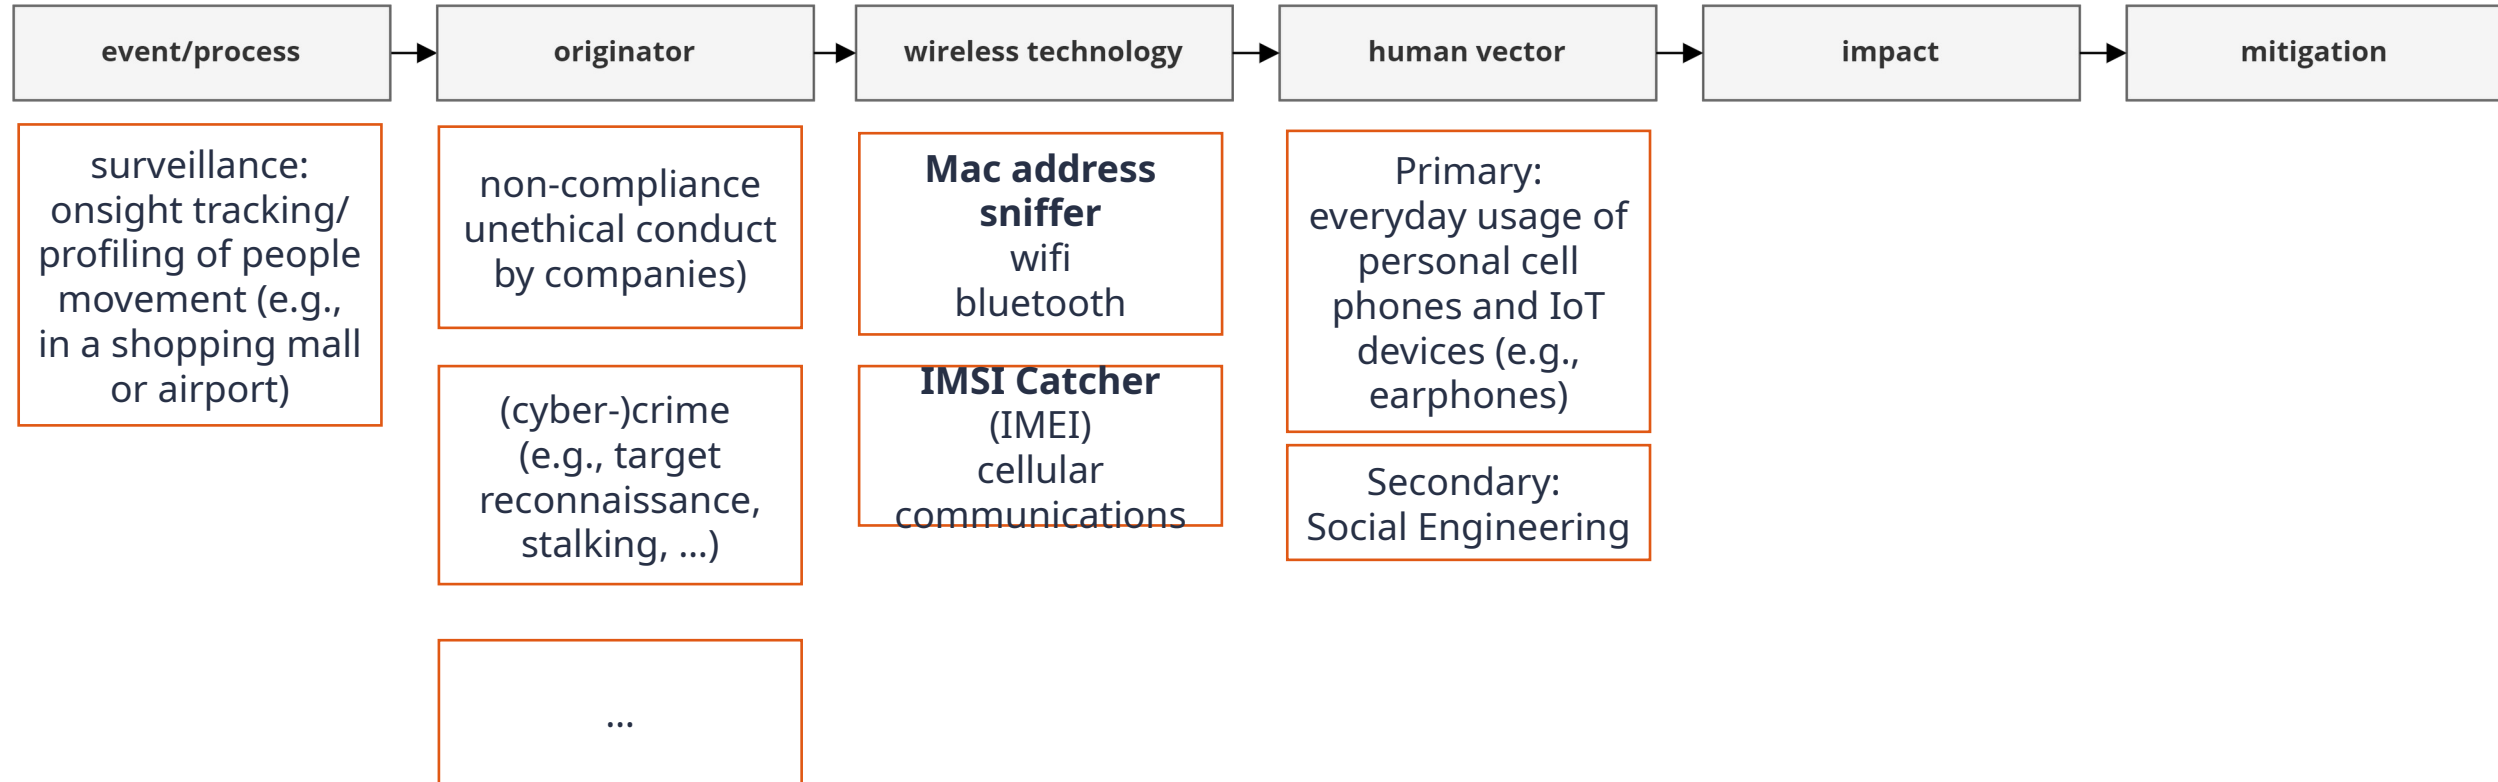 event/process
originator
wireless technology
human vector
impact
mitigation
surveillance:
onsight tracking/
profiling of people
movement (e.g.,
in a shopping mall
or airport)
non-compliance
unethical conduct
by companies)
(cyber-)crime
(e.g., target
reconnaissance,
stalking, ...)
...
Mac address
sniffer
wifi
bluetooth
IMSI Catcher
(IMEI)
cellular
communications
Primary:
everyday usage of
personal cell
phones and IoT
devices (e.g.,
earphones)
Secondary:
Social Engineering